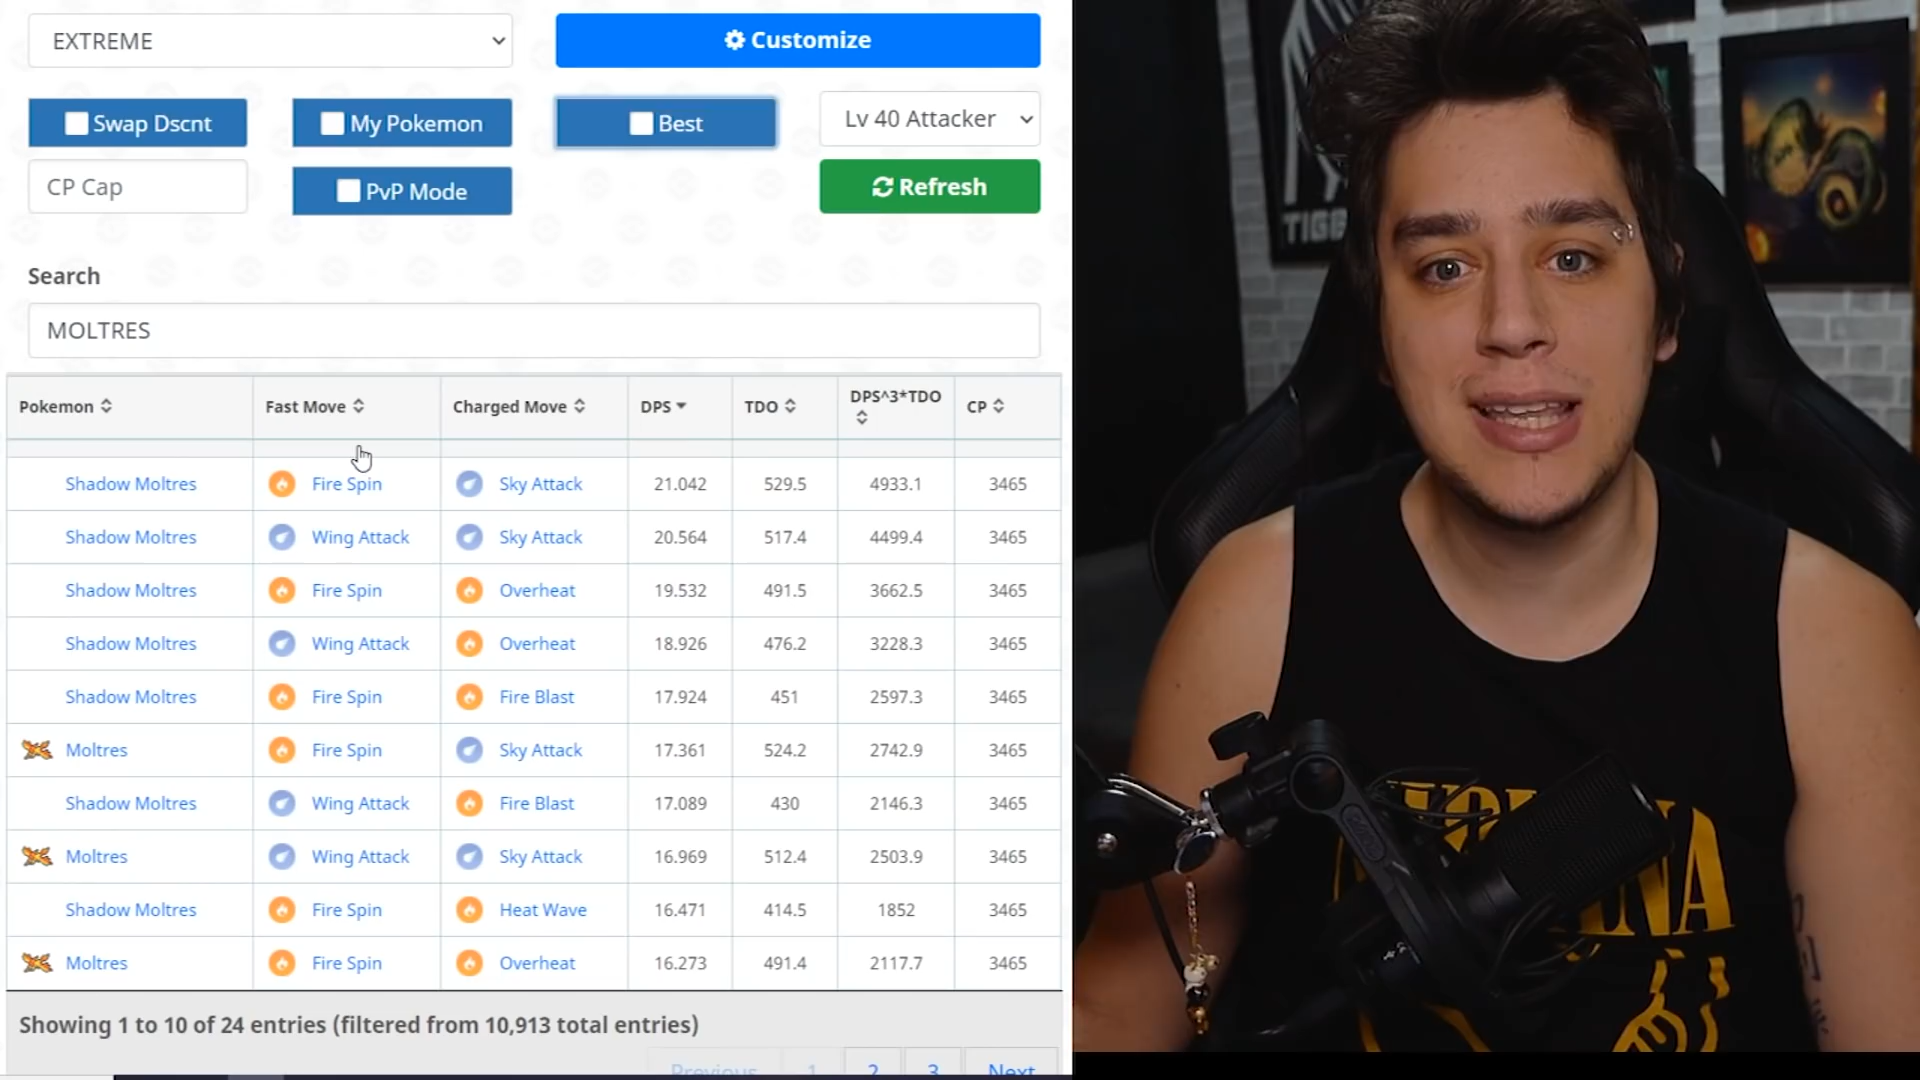 EXTREME
Customize
Swap Dscnt
My Pokemon
Best
Lv 40 Attacker
CP Cap
PvP Mode
Refresh
Search
MOLTRES
Pokemon Fast Move Charged Move DPS TDO DPS^3*TDO CP
Shadow Moltres Fire Spin Sky Attack 21.042 529.5 4933.1 3465
Shadow Moltres Wing Attack Sky Attack 20.564 517.4 4499.4 3465
Shadow Moltres Fire Spin Overheat 19.532 491.5 3662.5 3465
Shadow Moltres Wing Attack Overheat 18.926 476.2 3228.3 3465
Shadow Moltres Fire Spin Fire Blast 17.924 451 2597.3 3465
Moltres Fire Spin Sky Attack 17.361 524.2 2742.9 3465
Shadow Moltres Wing Attack Fire Blast 17.089 430 2146.3 3465
Moltres Wing Attack Sky Attack 16.969 512.4 2503.9 3465
Shadow Moltres Fire Spin Heat Wave 16.471 414.5 1852 3465
Moltres Fire Spin Overheat 16.273 491.4 2117.7 3465
Showing 1 to 10 of 24 entries (filtered from 10,913 total entries)
Previous 1 2 3 Next